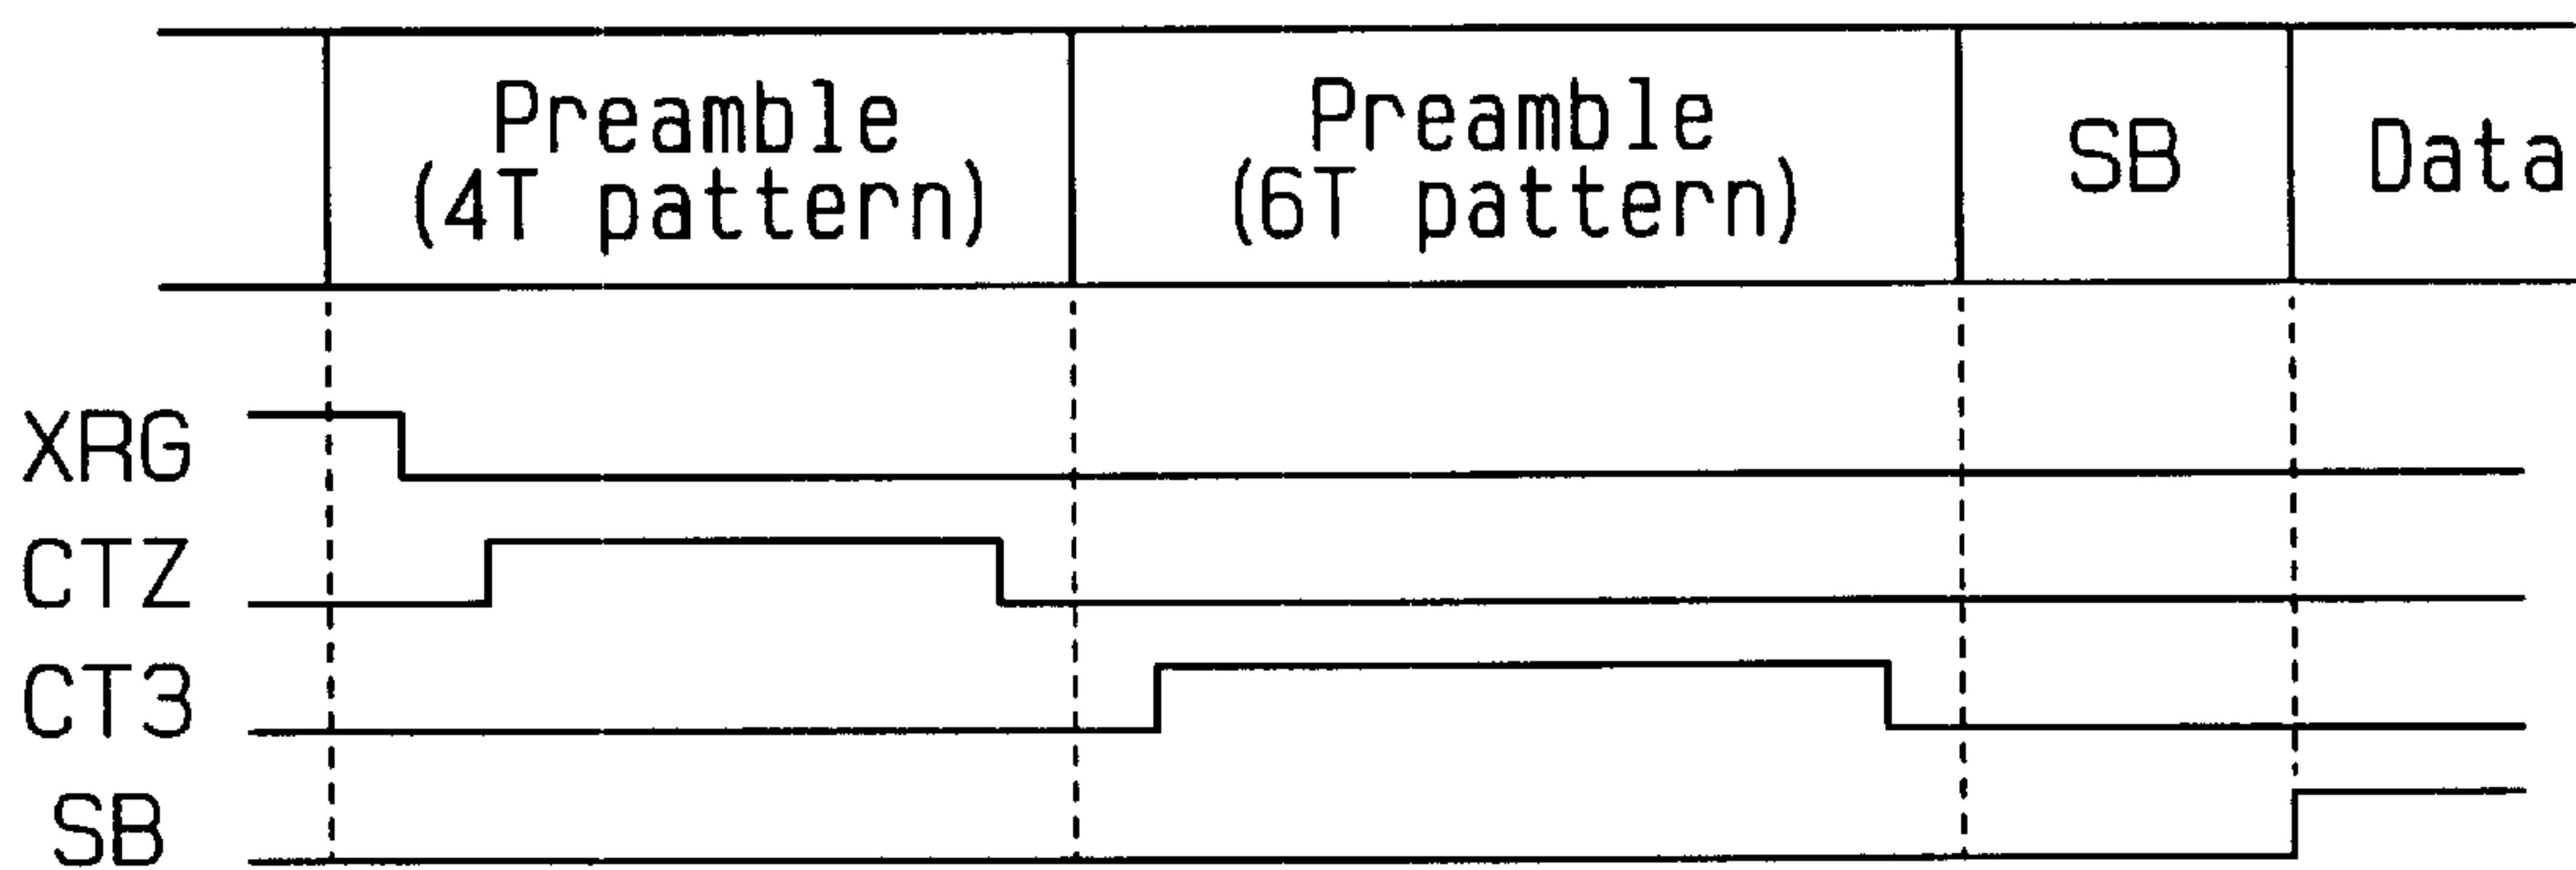 Preamble
(4T pattern)
Preamble
(6T pattern)
SB
Data
XRG
CTZ
CT3
SB